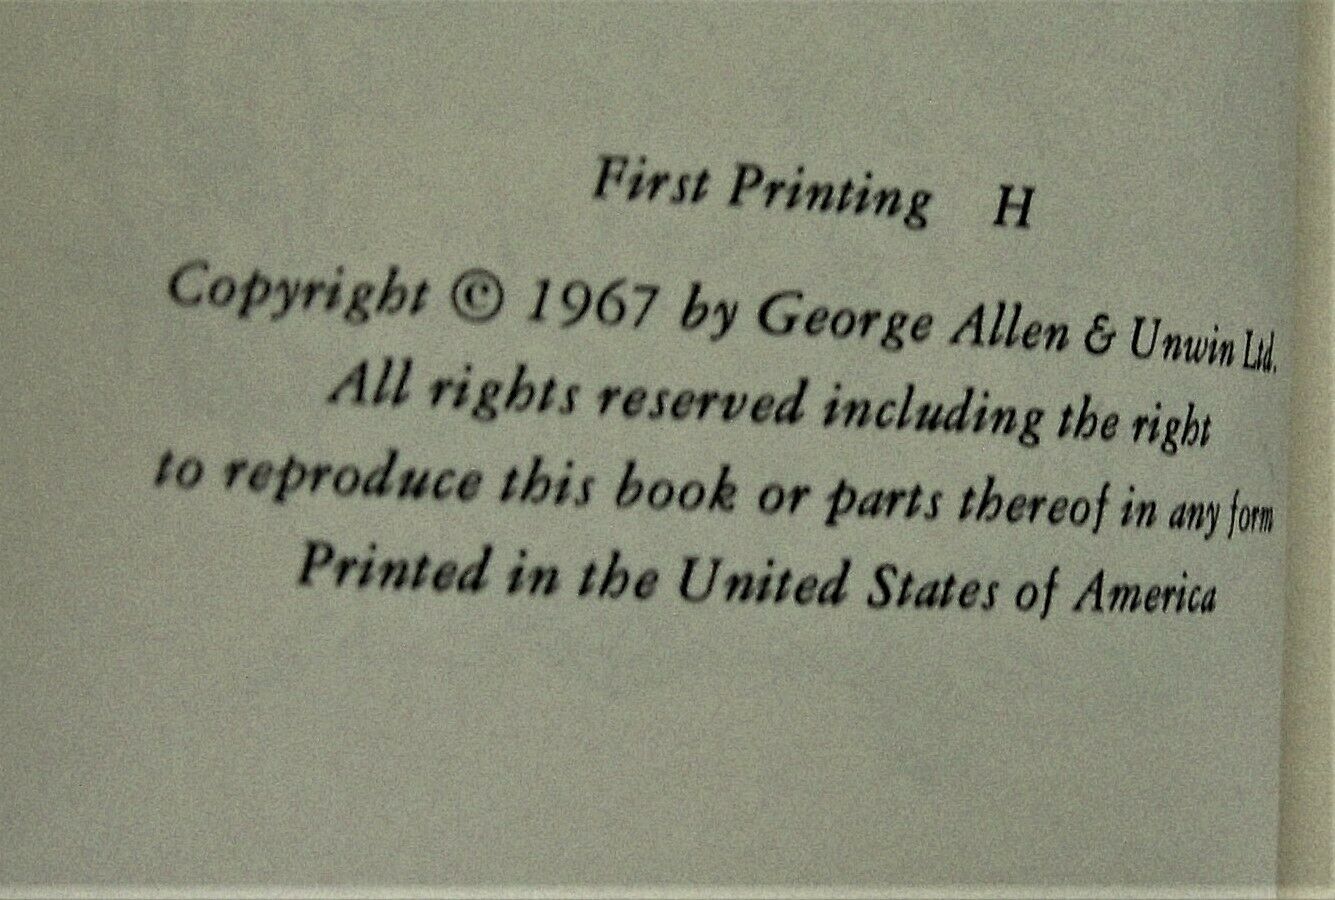 First Printing H
Copyright © 1967 by George Allen & Unwin Ltd.
All rights reserved including the right
to reproduce this book or parts thereof in any form
Printed in the United States of America